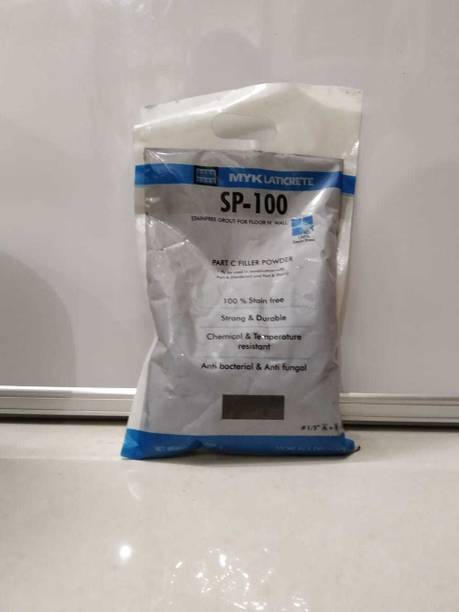 MYK LATICRETE
SP-100
STAINFREE GROUT FOR FLOOR N' WALL
PART C FILLER POWDER
100 % Stain free
Strong & Durable
Chemical & Temperature
resistant
Anti bacterial & Anti fungal